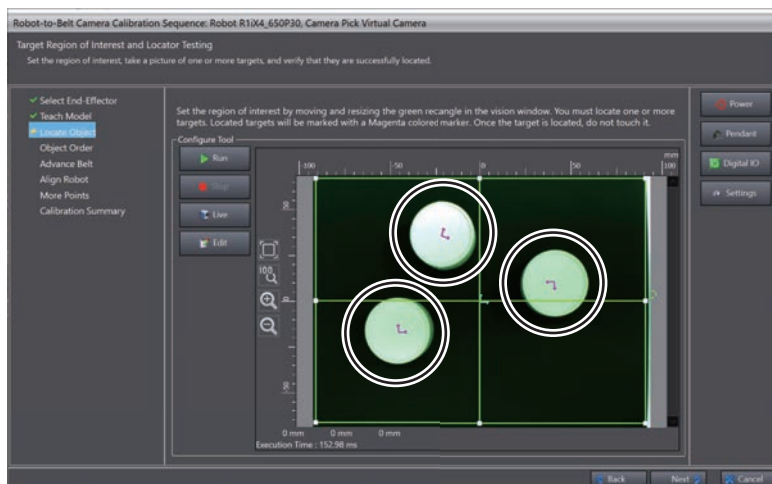 Robot-to-Belt Camera Calibration Sequence: Robot R1iX4_650P30, Camera Pick Virtual Camera
Target Region of Interest and Locator Testing
Set the region of interest, take a picture of one or more targets, and verify that they are successfully located.
Select End-Effector
Teach Model
Locate Object
Object Order
Advance Belt
Align Robot
More Points
Calibration Summary
Set the region of interest by moving and resizing the green recangle in the vision window. You must locate one or more
targets. Located targets will be marked with a Magenta colored marker. Once the target is located, do not touch it.
Configure Tool
Run
Stop
Live
Edit
mm
-100
-50
0
50
100
50
0
-50
100
0 mm 0 mm 0 mm
Execution Time : 152.98 ms
Power
Pendant
Digital IO
Settings
Back
Next
Cancel